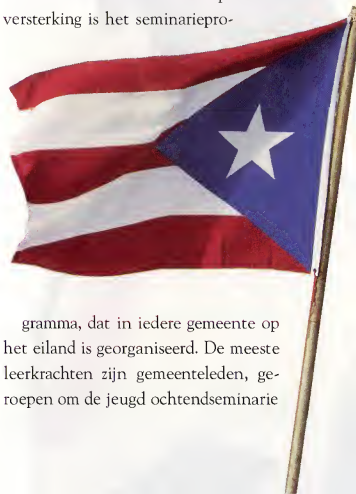 versterking is het seminariepro-
gramma, dat in iedere gemeente op
het eiland is georganiseerd. De meeste
leerkrachten zijn gemeenteleden, ge-
roepen om de jeugd ochtendseminarie